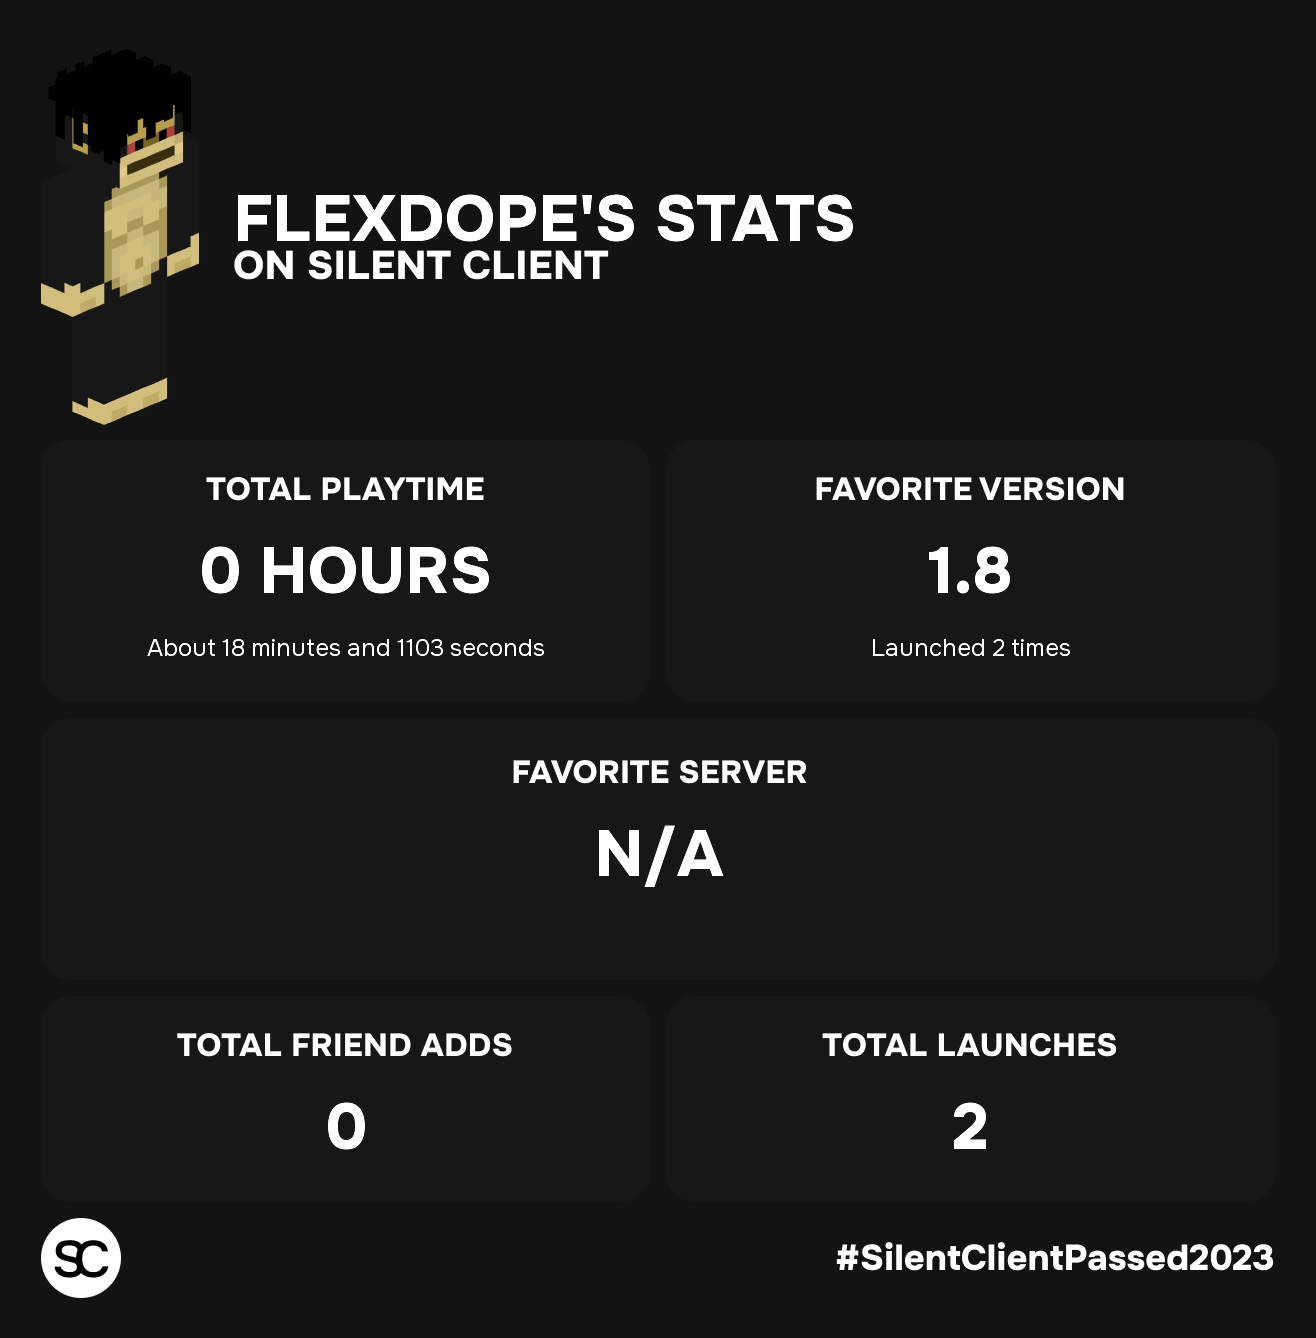 FLEXDOPE'S STATS
ON SILENT CLIENT
TOTAL PLAYTIME
0 HOURS
About 18 minutes and 1103 seconds
FAVORITE VERSION
1.8
Launched 2 times
FAVORITE SERVER
N/A
TOTAL FRIEND ADDS
0
TOTAL LAUNCHES
2
SC
#SilentClientPassed2023